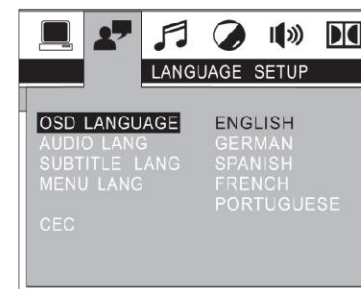 LANGUAGE SETUP
OSD LANGUAGE ENGLISH
AUDIO LANG GERMAN
SUBTITLE LANG SPANISH
MENU LANG FRENCH
PORTUGUESE
CEC